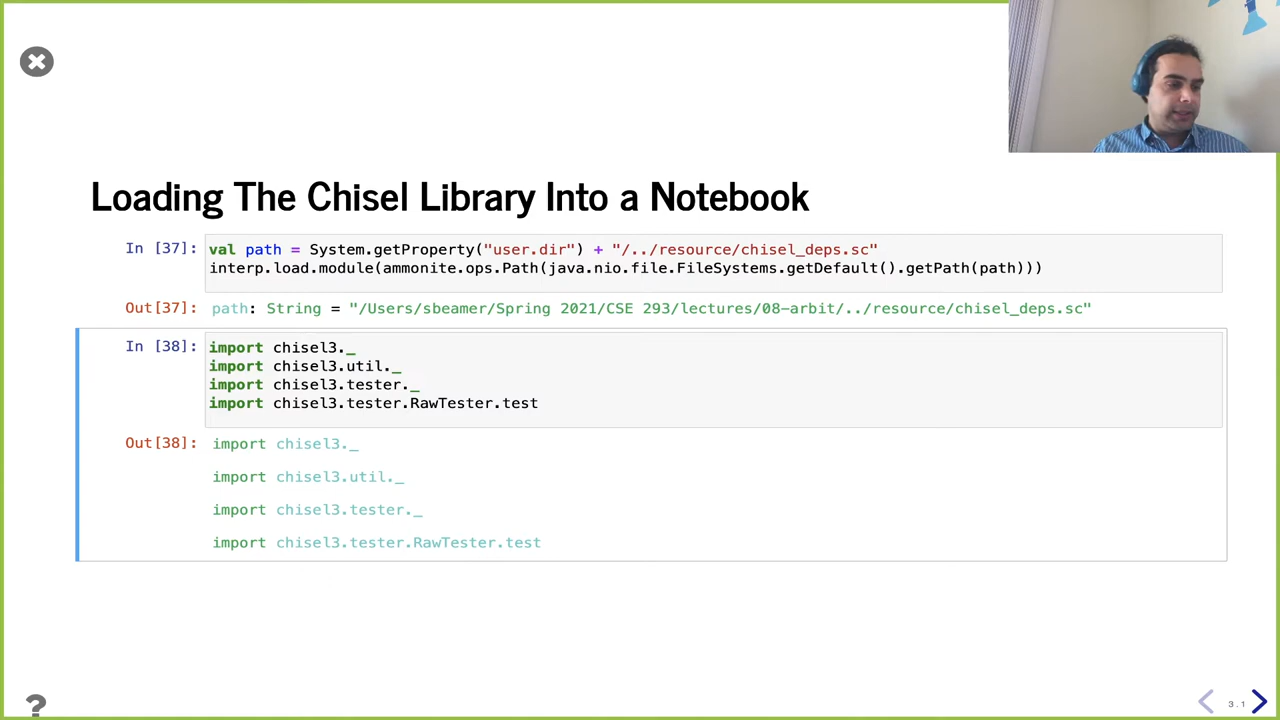 Loading The Chisel Library Into a Notebook
In [37]: val path = System.getProperty("user.dir") + "/../resource/chisel_deps.sc"
interp.load.module(ammonite.ops.Path(java.nio.file.FileSystems.getDefault().getPath(path)))
Out[37]: path: String = "/Users/sbeamer/Spring 2021/CSE 293/lectures/08-arbit/../resource/chisel_deps.sc"
In [38]: import chisel3._
import chisel3.util._
import chisel3.tester._
import chisel3.tester.RawTester.test
Out[38]: import chisel3._
import chisel3.util._
import chisel3.tester._
import chisel3.tester.RawTester.test
?
3.1